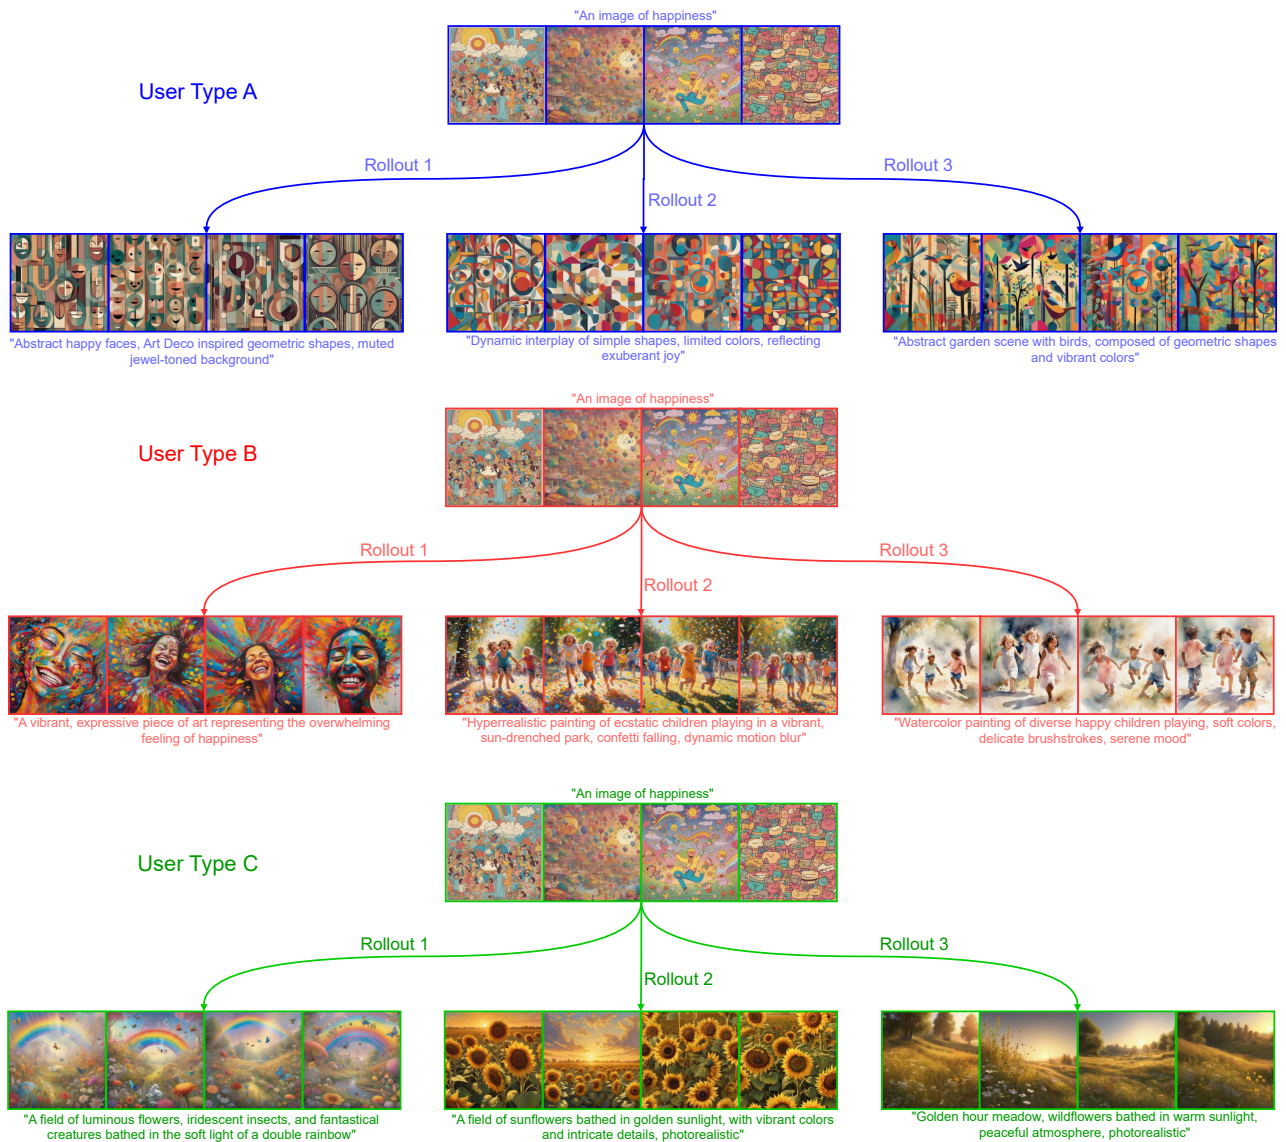 "An image of happiness"
User Type A
Rollout 1
Rollout 3
Rollout 2
"Abstract happy faces, Art Deco inspired geometric shapes, muted
jewel-toned background"
"Dynamic interplay of simple shapes, limited colors, reflecting
exuberant joy"
"Abstract garden scene with birds, composed of geometric shapes
and vibrant colors"
"An image of happiness"
User Type B
Rollout 1
Rollout 3
Rollout 2
"A vibrant, expressive piece of art representing the overwhelming
feeling of happiness"
"Hyperrealistic painting of ecstatic children playing in a vibrant,
sun-drenched park, confetti falling, dynamic motion blur"
"Watercolor painting of diverse happy children playing, soft colors,
delicate brushstrokes, serene mood"
"An image of happiness"
User Type C
Rollout 1
Rollout 3
Rollout 2
"A field of luminous flowers, iridescent insects, and fantastical
creatures bathed in the soft light of a double rainbow"
"A field of sunflowers bathed in golden sunlight, with vibrant colors
and intricate details, photorealistic"
"Golden hour meadow, wildflowers bathed in warm sunlight,
peaceful atmosphere, photorealistic"